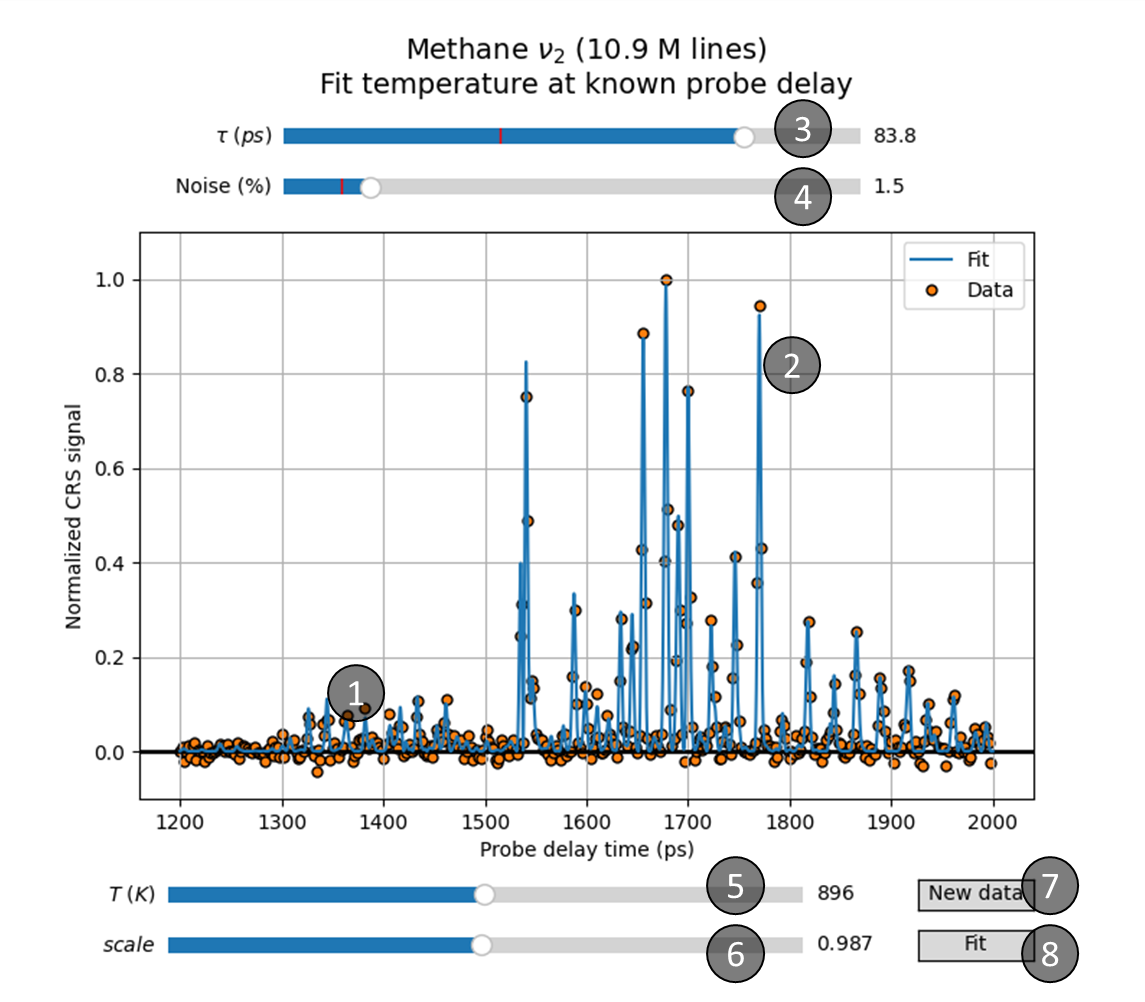 Methane ν₂ (10.9 M lines)
Fit temperature at known probe delay
τ (ps) 3 83.8
Noise (%) 4 1.5
Fit
Data
1.0
0.8
0.6
0.4
0.2
0.0
Normalized CRS signal
2
1
1200 1300 1400 1500 1600 1700 1800 1900 2000
Probe delay time (ps)
T (K) 5 896 New data 7
scale 6 0.987 Fit 8